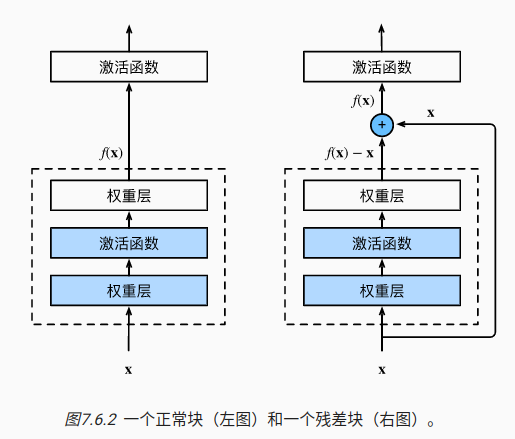 激活函数
f(x)
权重层
激活函数
权重层
x
激活函数
f(x)
+
x
f(x) − x
权重层
激活函数
权重层
x
图7.6.2 一个正常块（左图）和一个残差块（右图）。